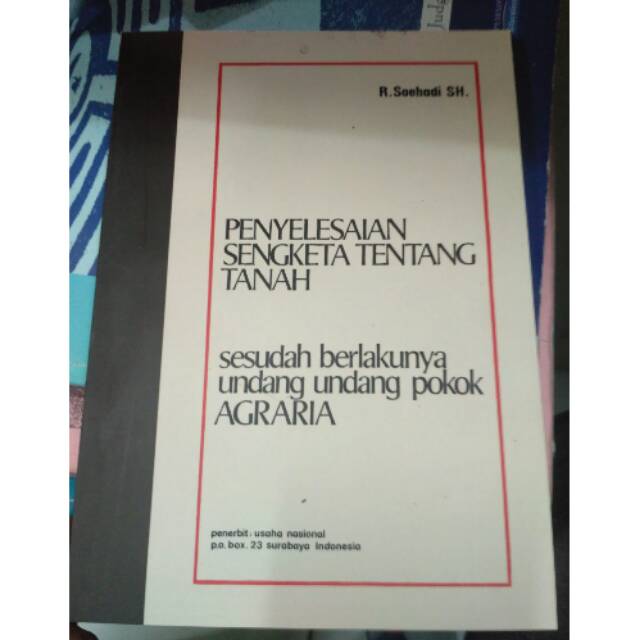 Judg
R. Soehadi SH.
PENYELESAIAN
SENGKETA TENTANG
TANAH
sesudah berlakunya
undang undang pokok
AGRARIA
penerbit: usaha nasional
p.o. box. 23 surabaya indonesia